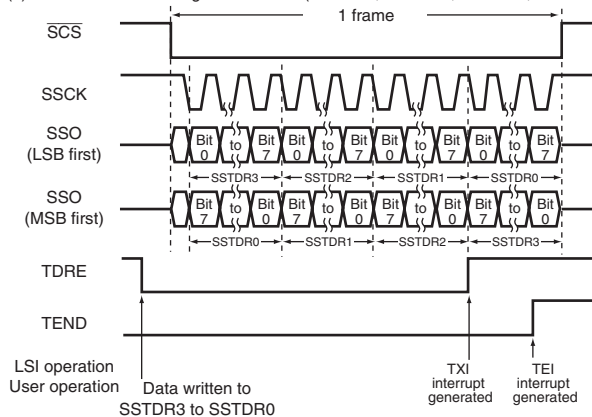 1 frame
SCS
SSCK
SSO
(LSB first)
Bit 0 to Bit 7 Bit 0 to Bit 7 Bit 0 to Bit 7 Bit 0 to Bit 7
SSTDR3 SSTDR2 SSTDR1 SSTDR0
SSO
(MSB first)
Bit 7 to Bit 0 Bit 7 to Bit 0 Bit 7 to Bit 0 Bit 7 to Bit 0
SSTDR0 SSTDR1 SSTDR2 SSTDR3
TDRE
TEND
LSI operation
User operation
Data written to
SSTDR3 to SSTDR0
TXI
interrupt
generated
TEI
interrupt
generated